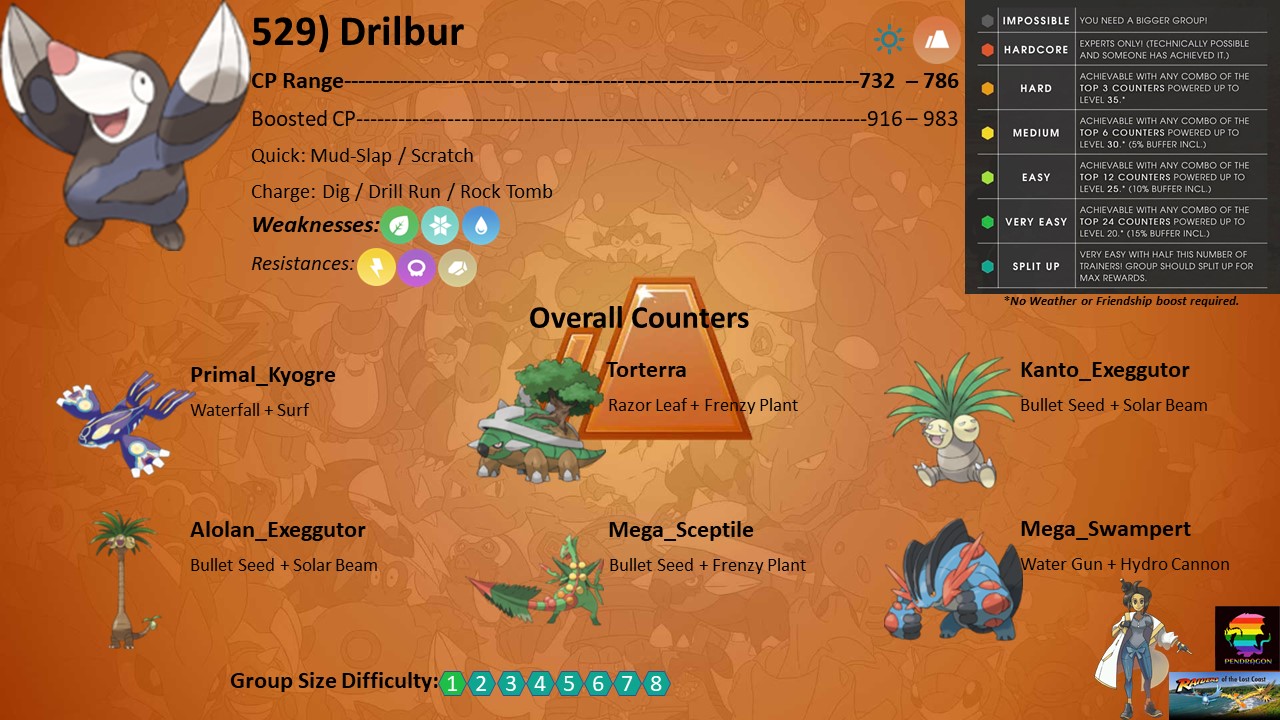 529) Drilbur
CP Range---732 – 786
Boosted CP---916 – 983
Quick: Mud-Slap / Scratch
Charge: Dig / Drill Run / Rock Tomb
Weaknesses:
Resistances:
IMPOSSIBLE YOU NEED A BIGGER GROUP!
HARDCORE EXPERTS ONLY! (TECHNICALLY POSSIBLE
AND SOMEONE HAS ACHIEVED IT.)
HARD ACHIEVABLE WITH ANY COMBO OF THE
TOP 3 COUNTERS POWERED UP TO
LEVEL 35.*
MEDIUM ACHIEVABLE WITH ANY COMBO OF THE
TOP 6 COUNTERS POWERED UP TO
LEVEL 30.* (5% BUFFER INCL.)
EASY ACHIEVABLE WITH ANY COMBO OF THE
TOP 12 COUNTERS POWERED UP TO
LEVEL 25.* (10% BUFFER INCL.)
VERY EASY ACHIEVABLE WITH ANY COMBO OF THE
TOP 24 COUNTERS POWERED UP TO
LEVEL 20.* (15% BUFFER INCL.)
SPLIT UP VERY EASY WITH HALF THIS NUMBER OF
TRAINERS! GROUP SHOULD SPLIT UP FOR
MAX REWARDS.
*No Weather or Friendship boost required.
Overall Counters
Primal_Kyogre
Waterfall + Surf
Torterra
Razor Leaf + Frenzy Plant
Kanto_Exeggutor
Bullet Seed + Solar Beam
Alolan_Exeggutor
Bullet Seed + Solar Beam
Mega_Sceptile
Bullet Seed + Frenzy Plant
Mega_Swampert
Water Gun + Hydro Cannon
Group Size Difficulty: 1 2 3 4 5 6 7 8
PENDRAGON
RAIDERS of the Lost Coast